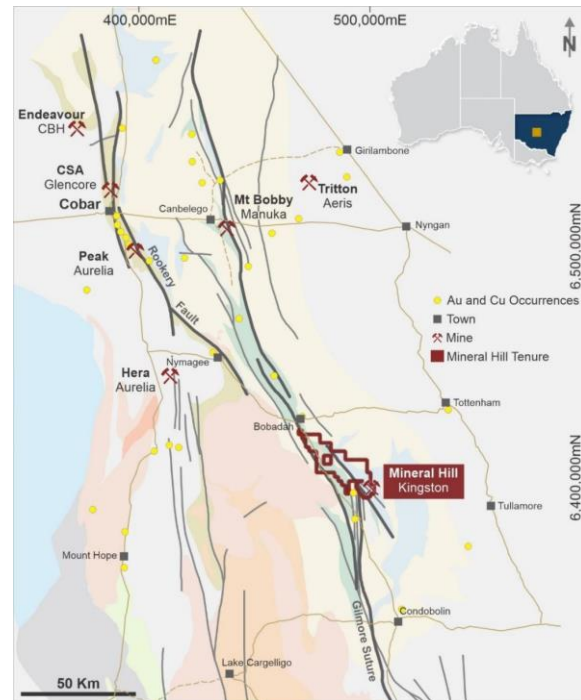 400,000mE
500,000mE
N
Endeavour
CBH
Girilambone
CSA
Glencore
Tritton
Aeris
Cobar
Canbelego
Mt Bobby
Manuka
Nyngan
Peak
Aurelia
Rookery
Fault
6,500,000mN
Au and Cu Occurrences
Town
Mine
Mineral Hill Tenure
Nymagee
Hera
Aurelia
Tottenham
Bobadah
6,400,000mN
Mineral Hill
Kingston
Tullamore
Mount Hope
Gilmore Suture
Condobolin
Lake Cargelligo
50 Km